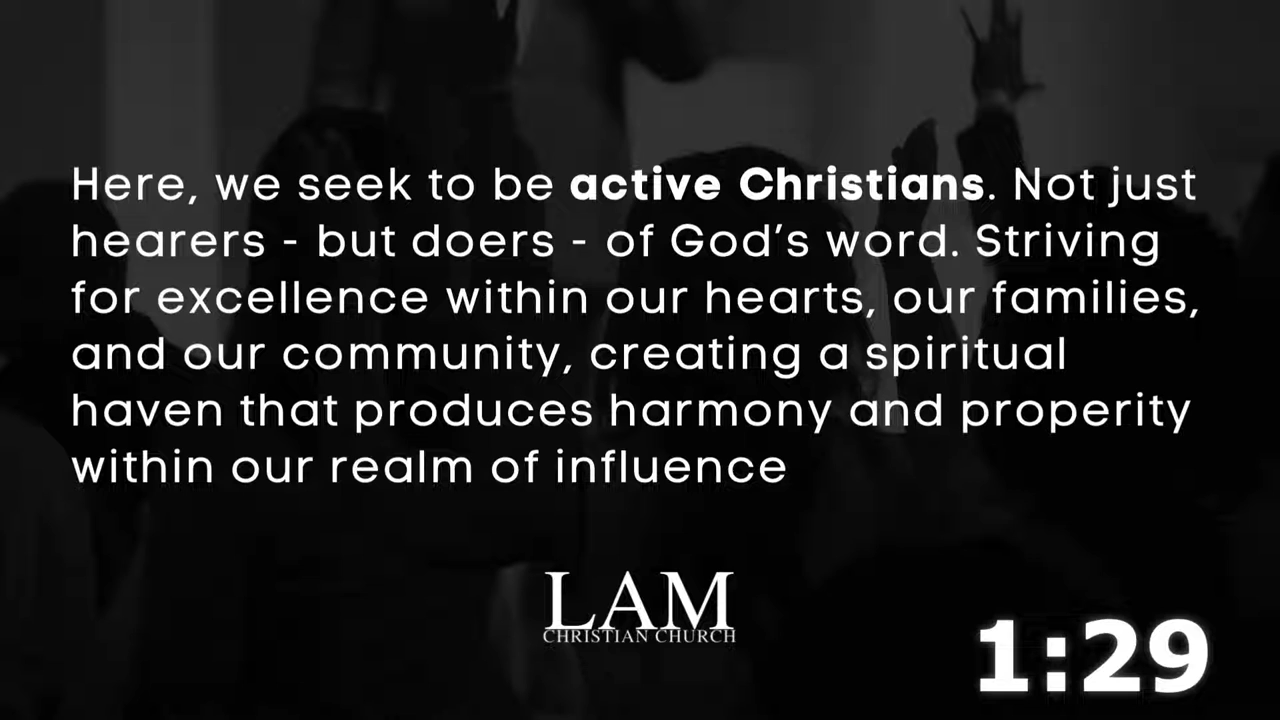 Here, we seek to be active Christians. Not just
hearers - but doers - of God's word. Striving
for excellence within our hearts, our families,
and our community, creating a spiritual
haven that produces harmony and properity
within our realm of influence
LAM
CHRISTIAN CHURCH
1:29